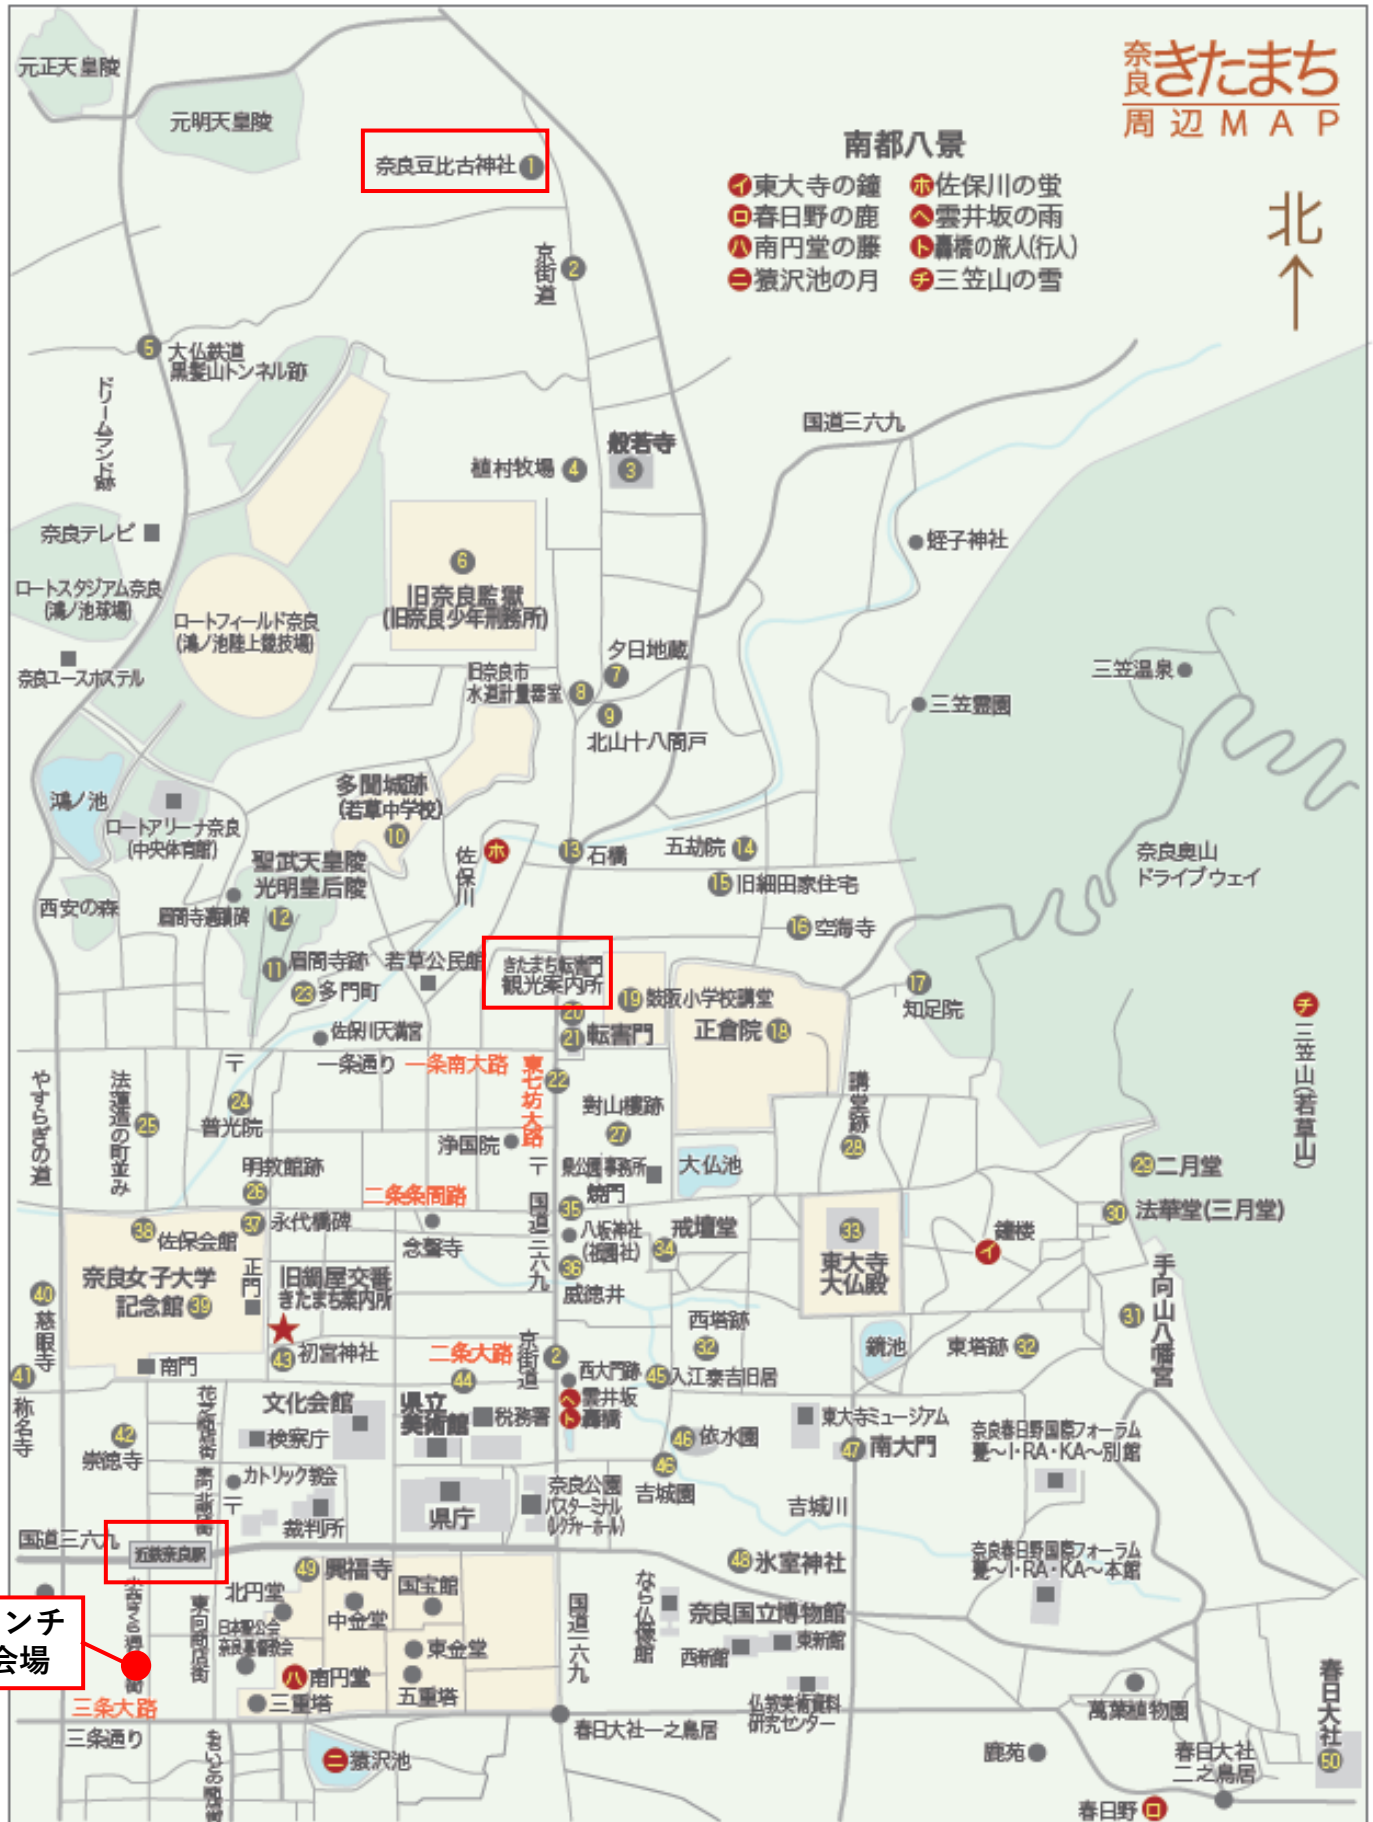 奈良きたまち
周辺MAP
元正天皇陵
元明天皇陵
奈良豆比古神社 1
南都八景
イ 東大寺の鐘
ロ 春日野の鹿
ハ 南円堂の藤
ニ 猿沢池の月
ホ 佐保川の蛍
ヘ 雲井坂の雨
ト 轟橋の旅人(行人)
チ 三笠山の雪
北
京街道
2
5
大仏鉄道
黒髪山トンネル跡
ドリームランド跡
国道三六九
般若寺
3
植村牧場 4
奈良テレビ
蛭子神社
6
旧奈良監獄
(旧奈良少年刑務所)
ロートスタジアム奈良
(鴻ノ池球場)
ロートフィールド奈良
(鴻ノ池陸上競技場)
奈良ユースホステル
夕日地蔵
7
旧奈良市
水道計量器室 8
9
北山十八間戸
三笠温泉
三笠霊園
鴻ノ池
ロートアリーナ奈良
(中央体育館)
多聞城跡
(若草中学校)
10
佐保川
ホ
13 石橋
五劫院 14
15 旧細田家住宅
16 空海寺
奈良奥山
ドライブウェイ
聖武天皇陵
光明皇后陵
12
西安の森
眉間寺遺蹟碑
11 眉間寺跡
若草公民館
23 多門町
きたまち転害門
観光案内所
19 鼓阪小学校講堂
20
21 転害門
正倉院 18
17
知足院
チ
三笠山(若草山)
佐保川天満宮
〒
一条通り
一条南大路
東七坊大路
22
やすらぎの道
法蓮造の町並み
25
24
普光院
對山樓跡
27
講堂跡
28
浄国院
〒
県公園事務所
大仏池
29 二月堂
明教館跡
26
二条条間路
国道三六九
焼門
35
30 法華堂(三月堂)
38 佐保会館
37 永代橋碑
念聲寺
八坂神社
(祗園社)
36
威徳井
戒壇堂
34
33
東大寺
大仏殿
鐘楼
イ
手向山八幡宮
31
奈良女子大学
記念館 39
正門
旧鍋屋交番
きたまち案内所
40
慈眼寺
西塔跡
32
43 初宮神社
二条大路
44
京街道
2
鏡池
東塔跡 32
41
称名寺
南門
西大門跡
45 入江泰吉旧居
花芝商店街
文化会館
県立
美術館
税務署
ヘ 雲井坂
ト 轟橋
42
崇徳寺
検察庁
46 依水園
46
吉城園
東大寺ミュージアム
47 南大門
奈良春日野国際フォーラム
甍~I・RA・KA~別館
カトリック教会
〒
裁判所
県庁
奈良公園
バスターミナル
(レクチャーホール)
吉城川
国道三六九
近鉄奈良駅
49 興福寺
48 氷室神社
奈良春日野国際フォーラム
甍~I・RA・KA~本館
北円堂
中金堂
国宝館
国道一六九
なら仏像館
奈良国立博物館
東新館
西新館
ンチ
会場
東向商店街
日本聖公会
奈良基督教会
東金堂
ハ 南円堂
五重塔
三重塔
仏教美術資料
研究センター
三条大路
三条通り
春日大社一之鳥居
萬葉植物園
春日大社
50
鹿苑
春日大社
二之鳥居
もちいどの商店街
ニ 猿沢池
春日野 ロ